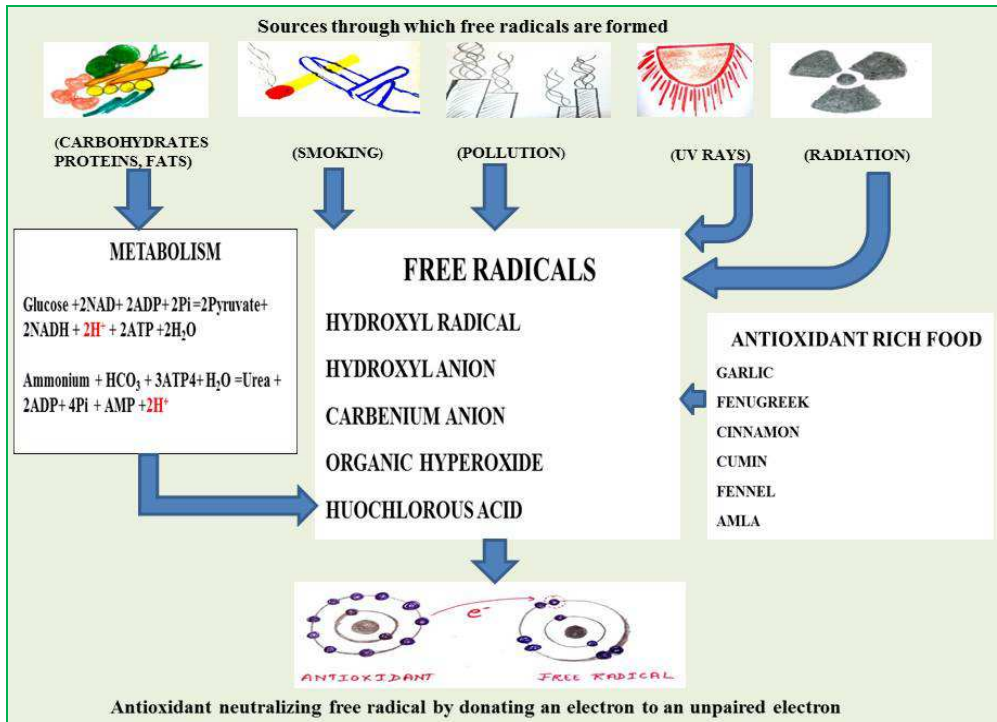 Sources through which free radicals are formed
(CARBOHYDRATES
PROTEINS, FATS)
(SMOKING)
(POLLUTION)
(UV RAYS)
(RADIATION)
METABOLISM
Glucose +2NAD+ 2ADP+ 2Pi =2Pyruvate+
2NADH + 2H⁺ + 2ATP +2H₂O
Ammonium + HCO₃ + 3ATP4+ H₂O =Urea +
2ADP+ 4Pi + AMP +2H⁺
FREE RADICALS
HYDROXYL RADICAL
HYDROXYL ANION
CARBENIUM ANION
ORGANIC HYPEROXIDE
HUOCHLOROUS ACID
ANTIOXIDANT RICH FOOD
GARLIC
FENUGREEK
CINNAMON
CUMIN
FENNEL
AMLA
e⁻
ANTIOXIDANT
FREE RADICAL
Antioxidant neutralizing free radical by donating an electron to an unpaired electron